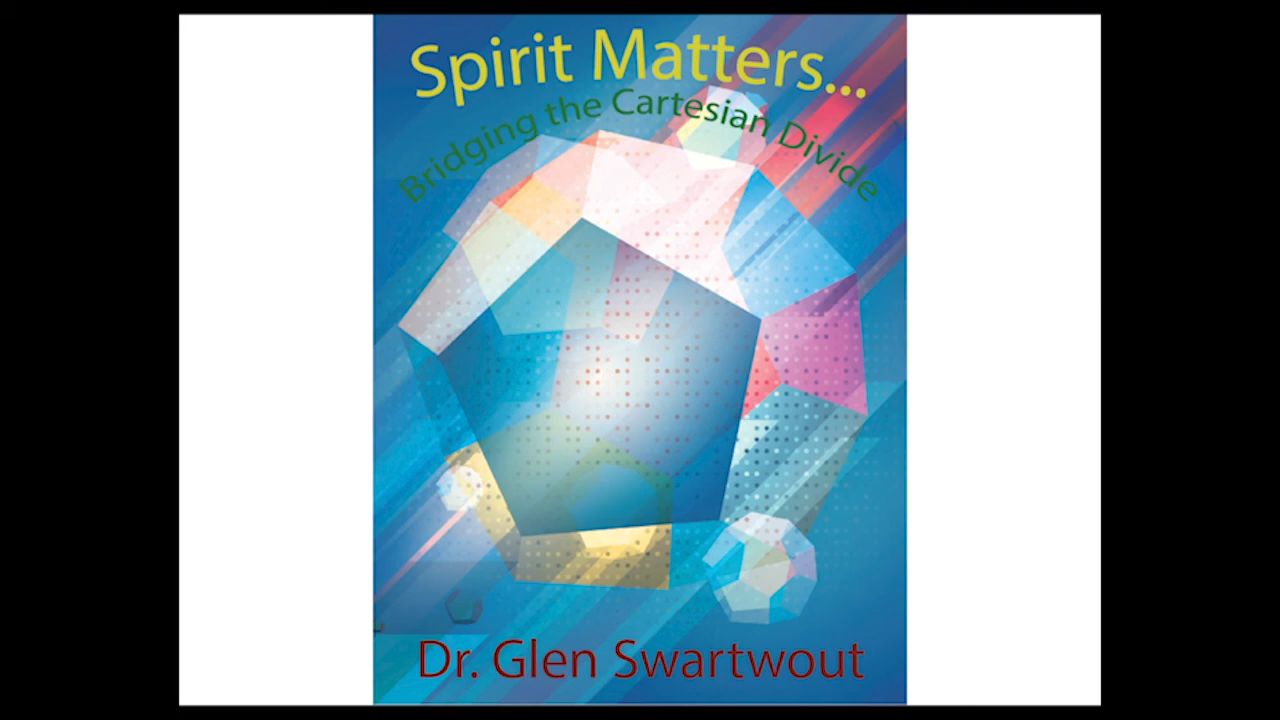 Spirit Matters...
Bridging the Cartesian Divide
Dr. Glen Swartwout